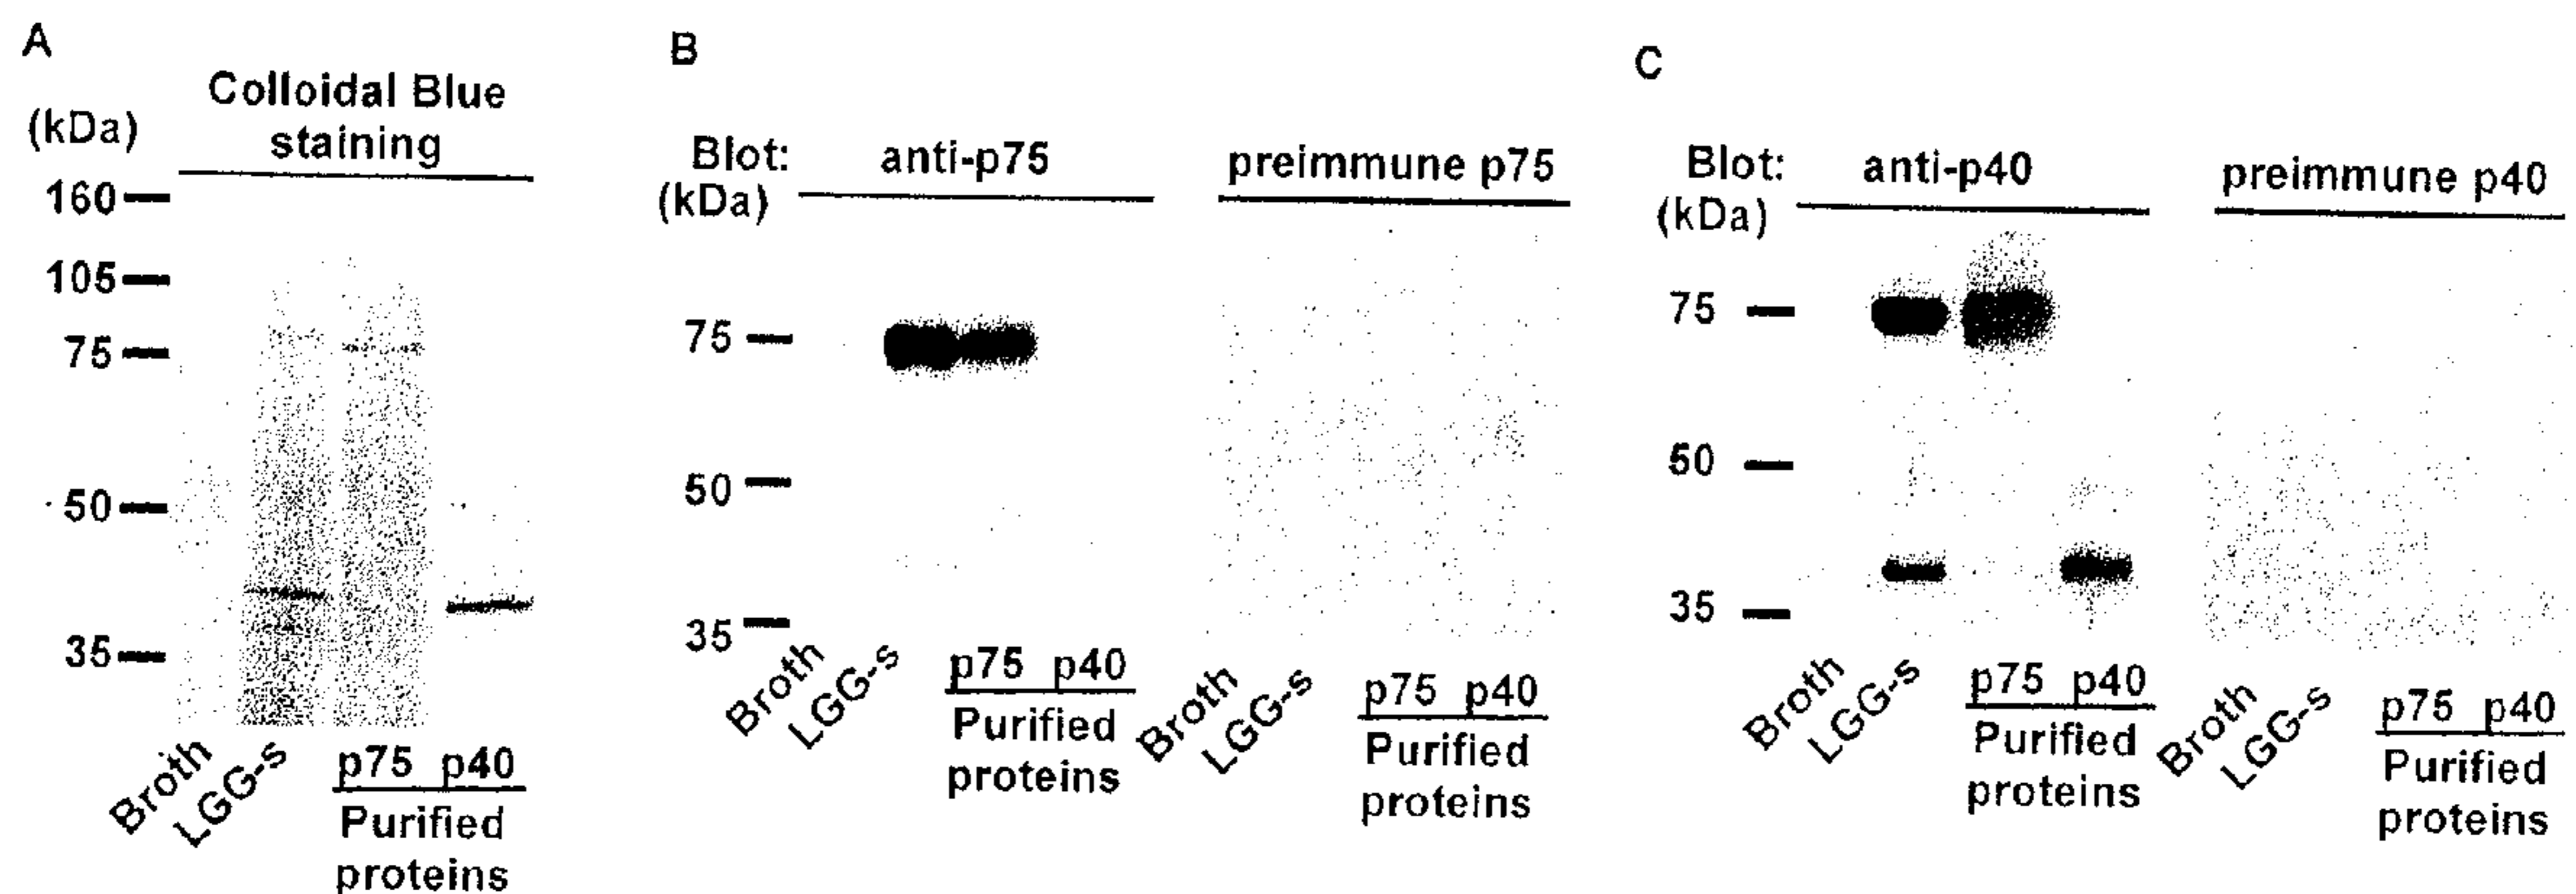 A
Colloidal Blue
staining
(kDa)
160
105
75
50
35
Broth
LGG-s
p75 p40
Purified
proteins
B
Blot:
(kDa)
anti-p75
preimmune p75
75
50
35
Broth
LGG-s
p75 p40
Purified
proteins
Broth
LGG-s
p75 p40
Purified
proteins
C
Blot:
(kDa)
anti-p40
preimmune p40
75
50
35
Broth
LGG-s
p75 p40
Purified
proteins
Broth
LGG-s
p75 p40
Purified
proteins